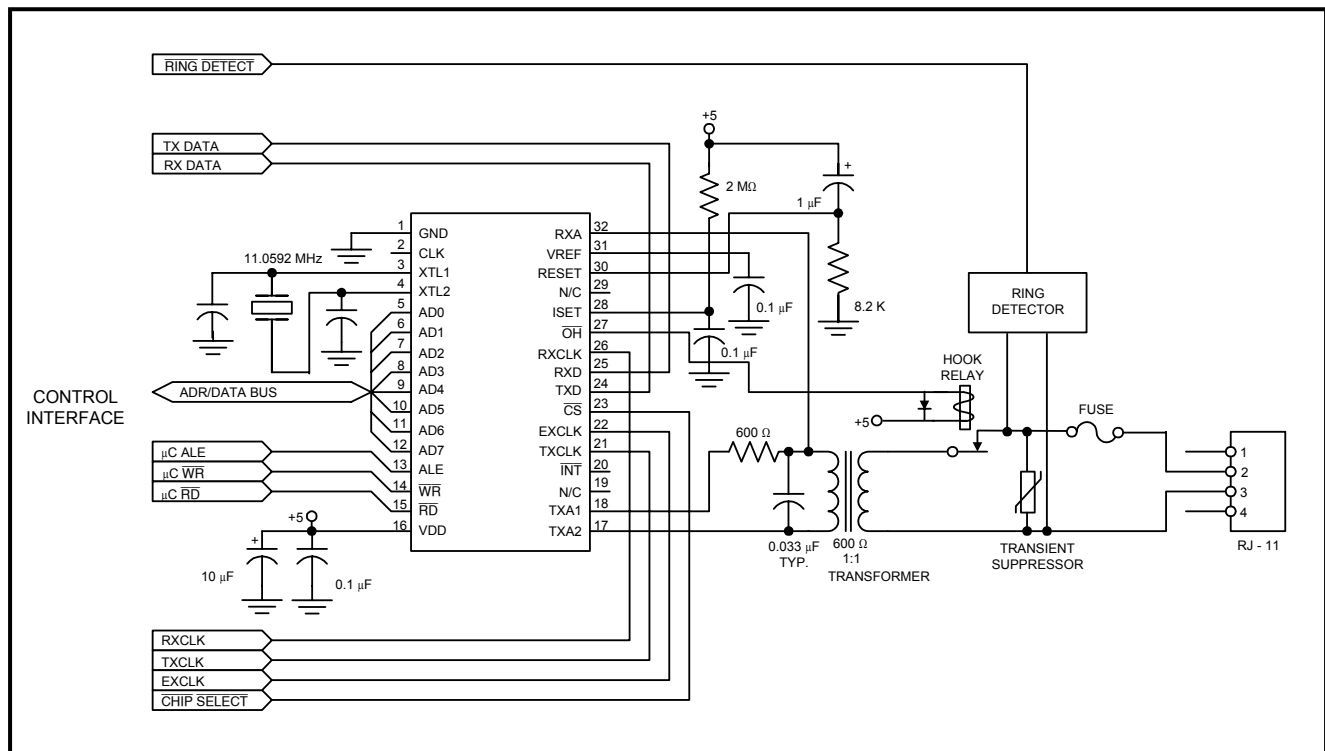 RING DETECT
TX DATA
RX DATA
+5
2 MΩ
+
1 µF
8.2 K
11.0592 MHz
1
2
3
4
5
6
7
8
9
10
11
12
13
14
15
16
GND
CLK
XTL1
XTL2
AD0
AD1
AD2
AD3
AD4
AD5
AD6
AD7
ALE
WR
RD
VDD
RXA
VREF
RESET
N/C
ISET
OH
RXCLK
RXD
TXD
CS
EXCLK
TXCLK
INT
N/C
TXA1
TXA2
32
31
30
29
28
27
26
25
24
23
22
21
20
19
18
17
0.1 µF
0.1 µF
RING
DETECTOR
HOOK
RELAY
+5
FUSE
CONTROL
INTERFACE
ADR/DATA BUS
µC ALE
µC WR
µC RD
600 Ω
0.033 µF
TYP.
600 Ω
1:1
TRANSFORMER
TRANSIENT
SUPPRESSOR
1
2
3
4
RJ - 11
+5
+
10 µF
0.1 µF
RXCLK
TXCLK
EXCLK
CHIP SELECT